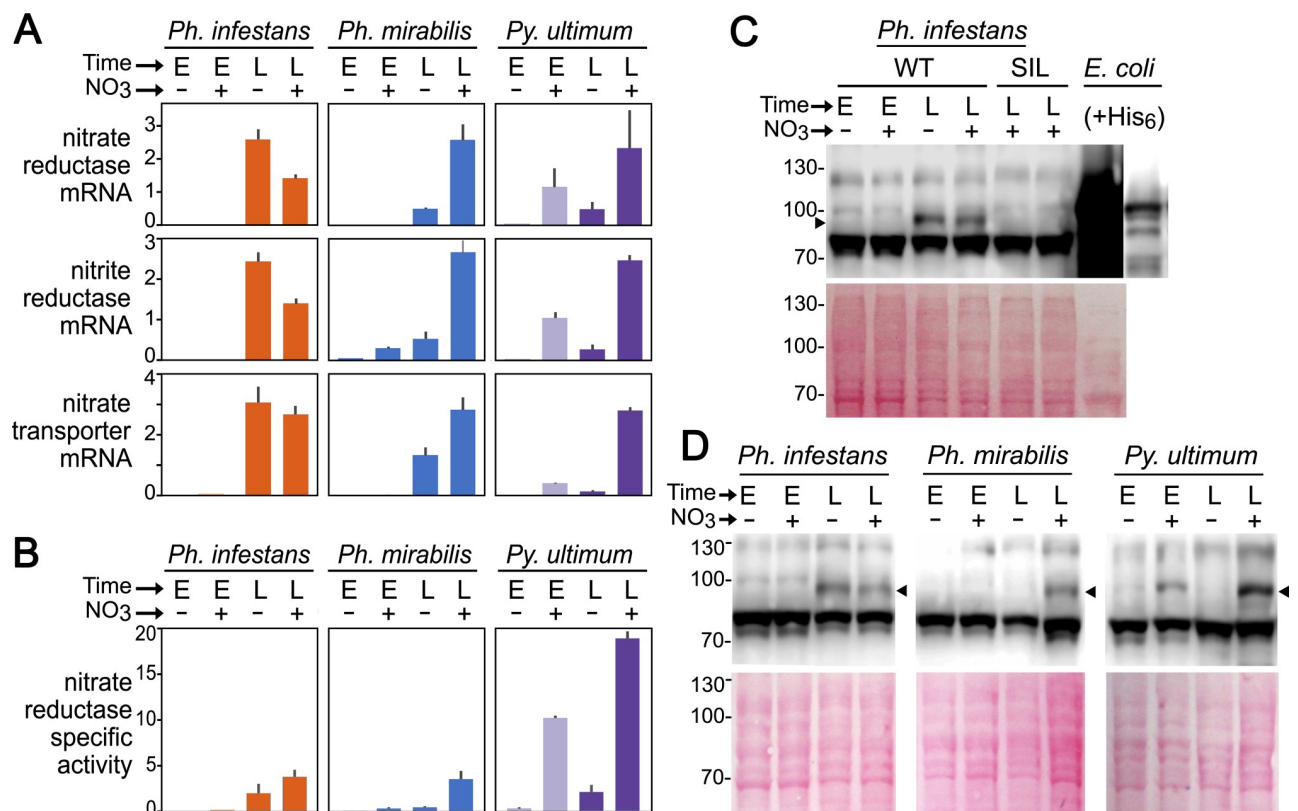 A
Ph. infestans Ph. mirabilis Py. ultimum
Time E E L L E E L L E E L L
NO3 - + - + - + - + - + - +
nitrate
reductase
mRNA
3
2
1
0
nitrite
reductase
mRNA
3
2
1
0
nitrate
transporter
mRNA
4
3
2
1
0
B
Ph. infestans Ph. mirabilis Py. ultimum
Time E E L L E E L L E E L L
NO3 - + - + - + - + - + - +
nitrate
reductase
specific
activity
20
15
10
5
0
C
Ph. infestans
WT SIL E. coli
Time E E L L L L (+His6)
NO3 - + - + + +
130-
100-
70-
130-
100-
70-
D
Ph. infestans Ph. mirabilis Py. ultimum
Time E E L L E E L L E E L L
NO3 - + - + - + - + - + - +
130-
100-
70-
130-
100-
70-